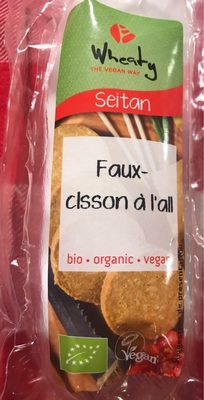 Wheaty
THE VEGAN WAY
Seitan
Faux-
cisson à l'ail
bio • organic • vegan
Vegan